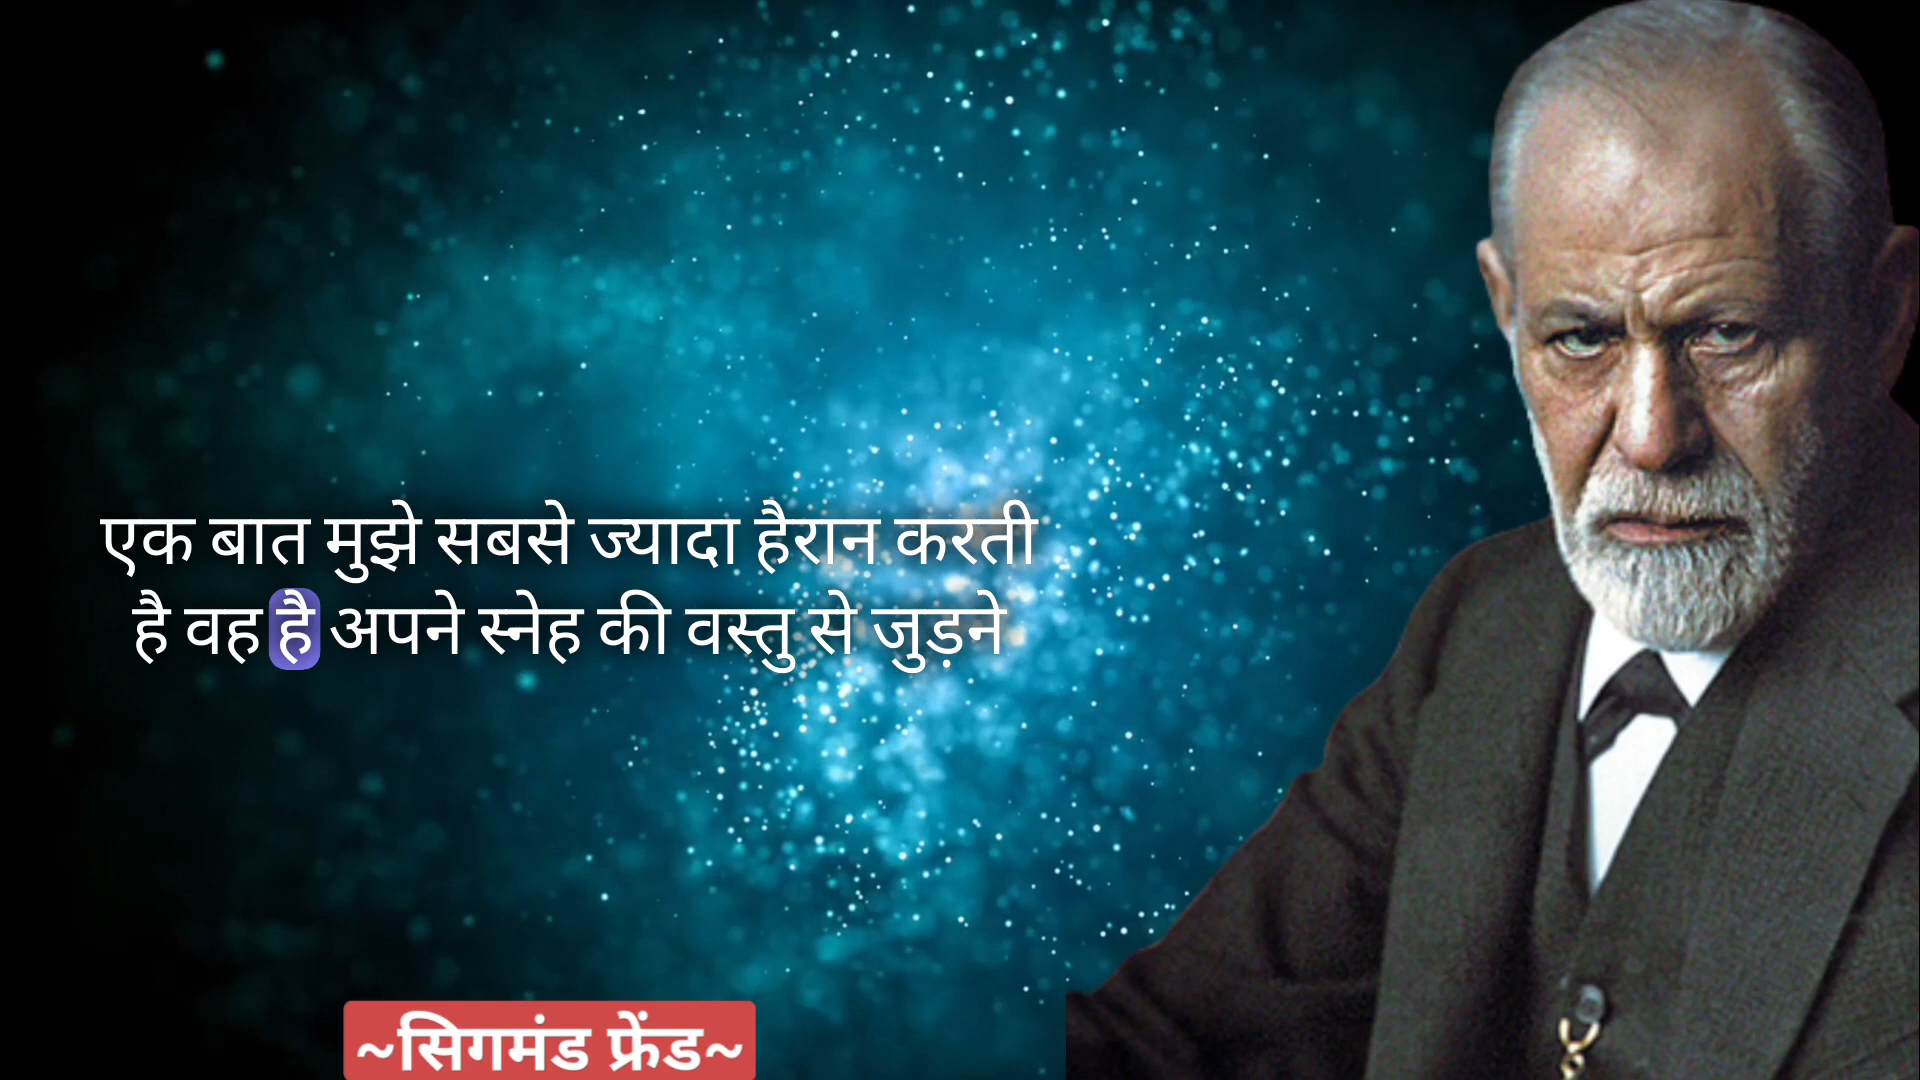 एक बात मुझे सबसे ज्यादा हैरान करती
है वह है अपने स्नेह की वस्तु से जुड़ने
~सिगमंड फ्रेंड~